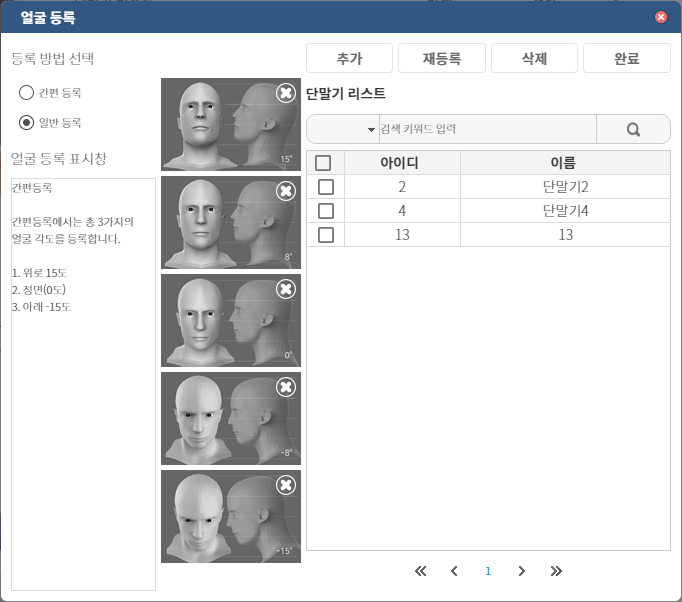 얼굴 등록
등록 방법 선택
간편 등록
일반 등록
얼굴 등록 표시창
간편등록
간편등록에서는 총 3가지의
얼굴 각도를 등록합니다.
1. 위로 15도
2. 정면(0도)
3. 아래 -15도
15°
8°
0°
-8°
-15°
추가 재등록 삭제 완료
단말기 리스트
검색 키워드 입력
아이디 이름
2 단말기2
4 단말기4
13 13
1